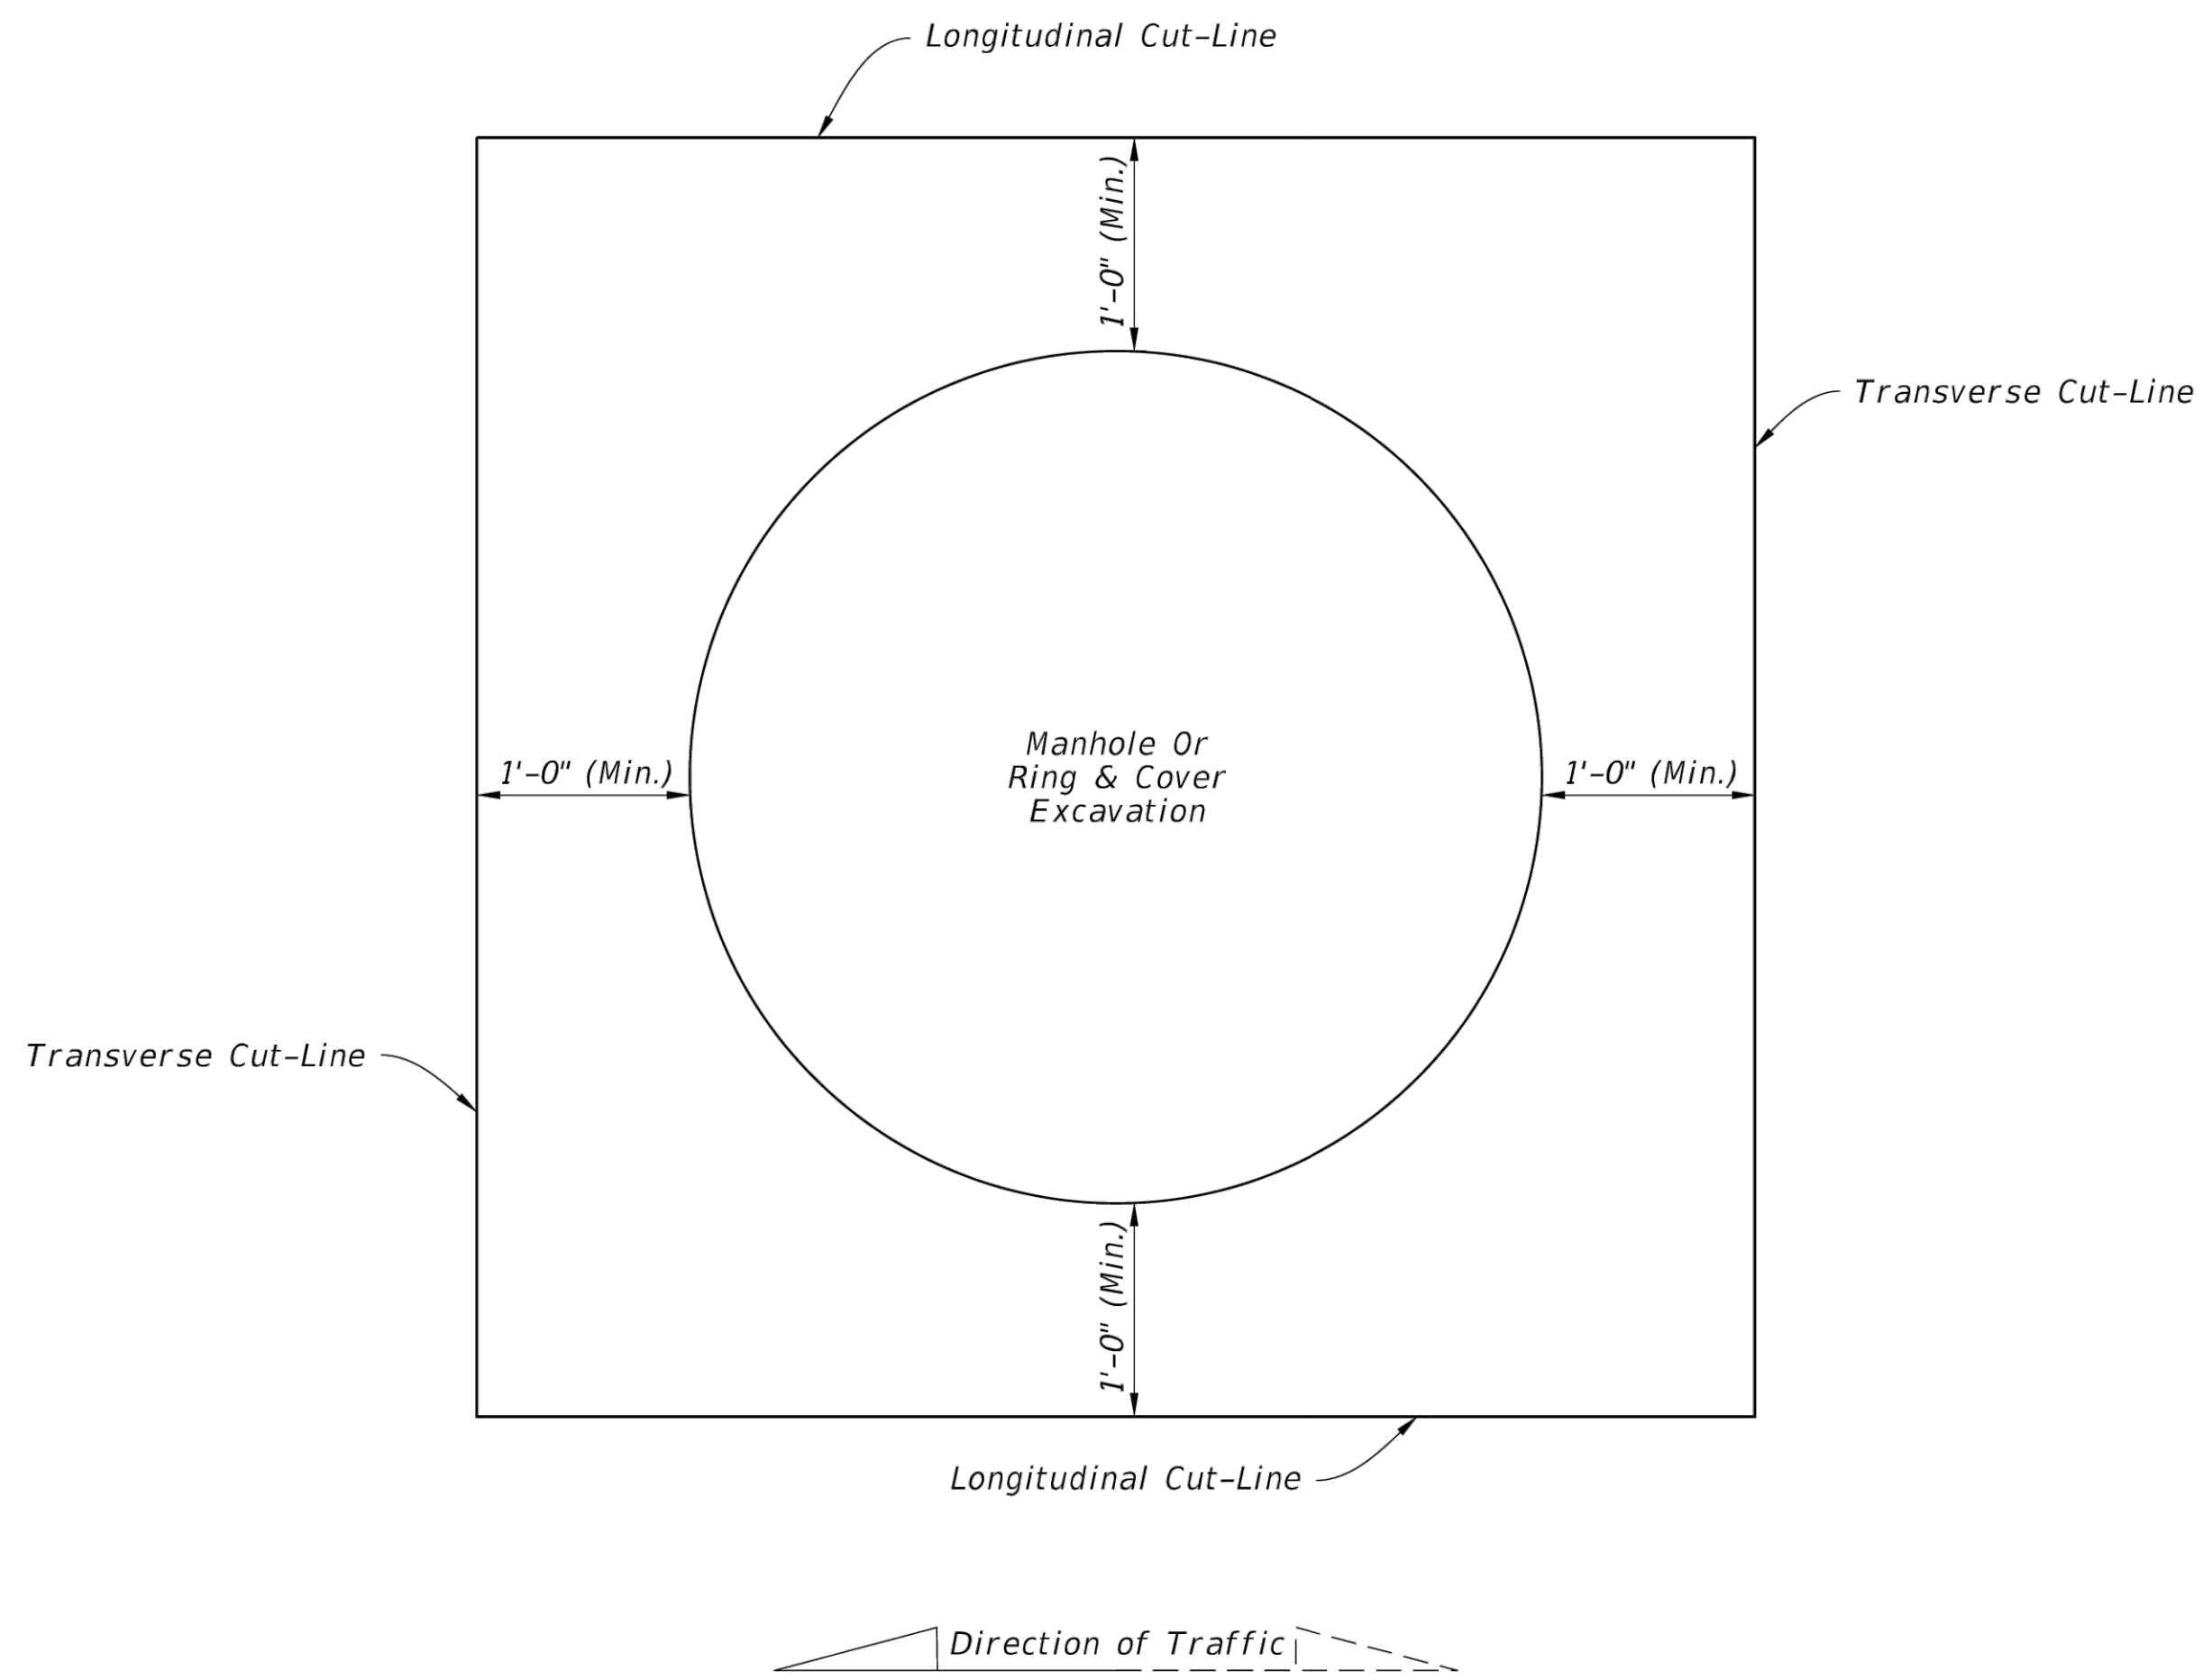 Longitudinal Cut-Line
1'-0" (Min.)
Transverse Cut-Line
Manhole Or
Ring & Cover
Excavation
1'-0" (Min.)
1'-0" (Min.)
Transverse Cut-Line
1'-0" (Min.)
Longitudinal Cut-Line
Direction of Traffic